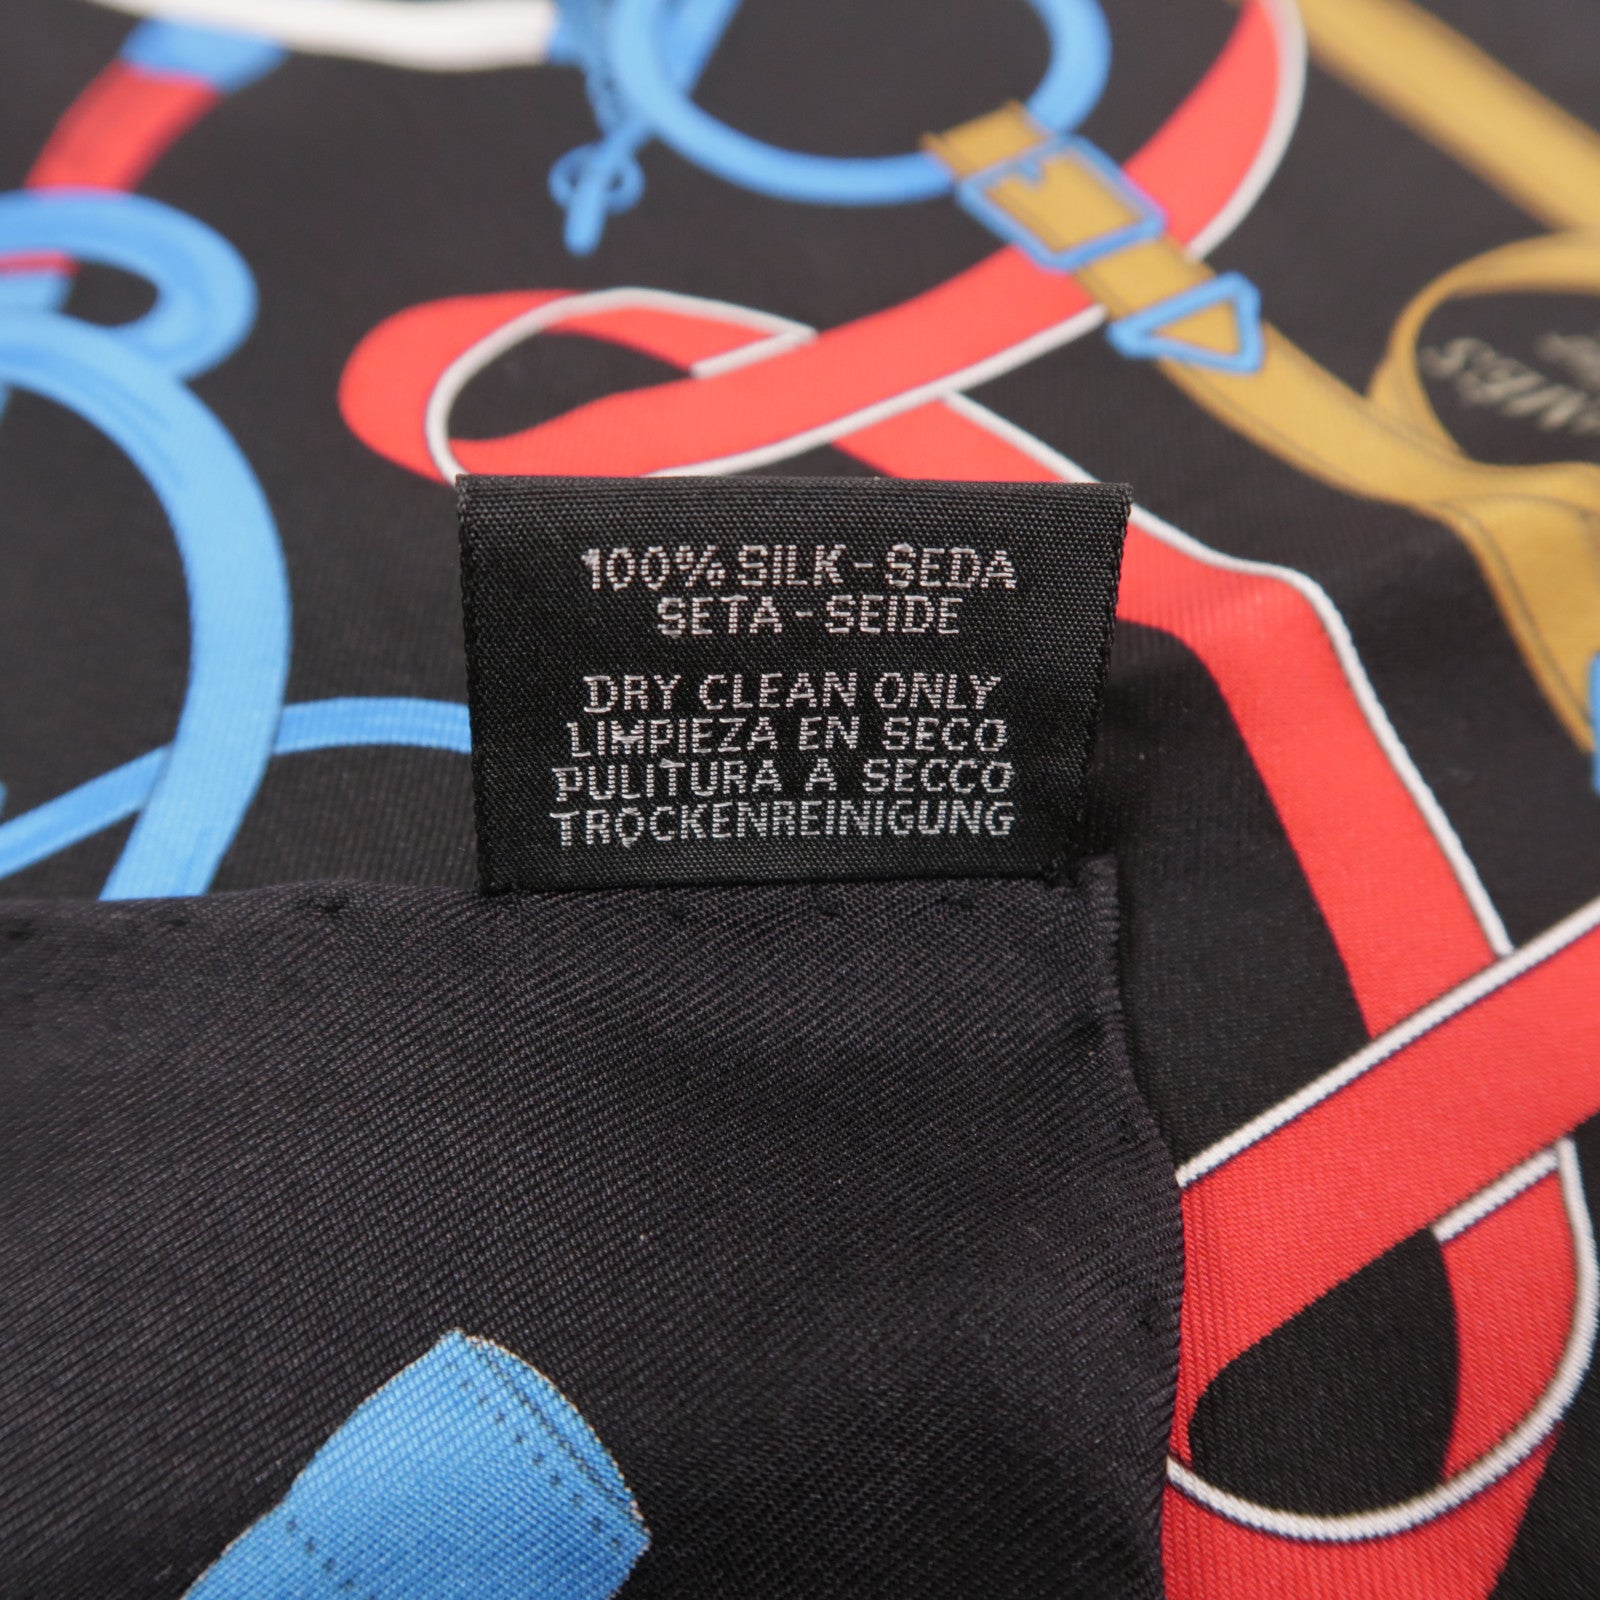 100% SILK - SEDA
SETA - SEIDE
DRY CLEAN ONLY
LIMPIEZA EN SECO
PULITURA A SECCO
TROCKENREINIGUNG